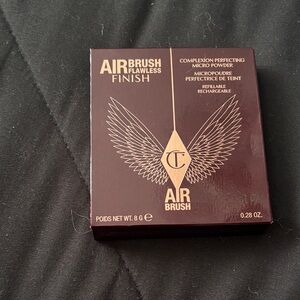 AIRBRUSH
FLAWLESS
FINISH
COMPLEXION PERFECTING
MICRO POWDER
MICROPOUDRE
PERFECTRICE DE TEINT
REFILLABLE
RECHARGEABLE
CT
AIR
BRUSH
POIDS NET WT. 8 G e
0.28 OZ.